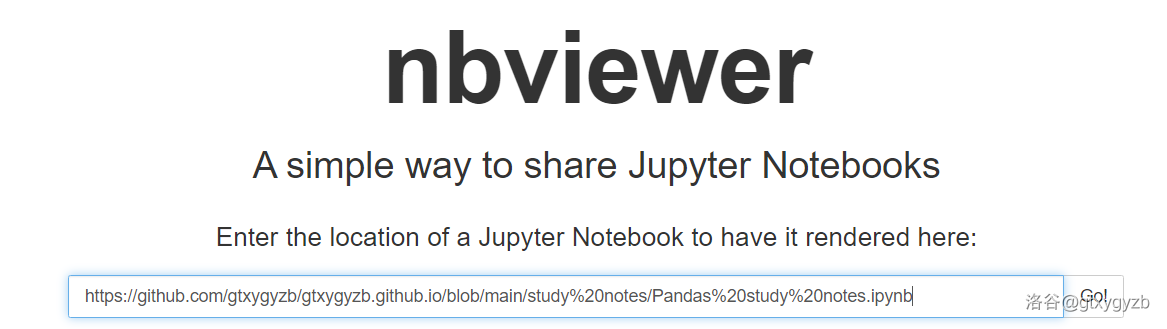 nbviewer
A simple way to share Jupyter Notebooks
Enter the location of a Jupyter Notebook to have it rendered here:
https://github.com/gtxygyzb/gtxygyzb.github.io/blob/main/study%20notes/Pandas%20study%20notes.ipynb
Go!
洛谷@gtxygyzb